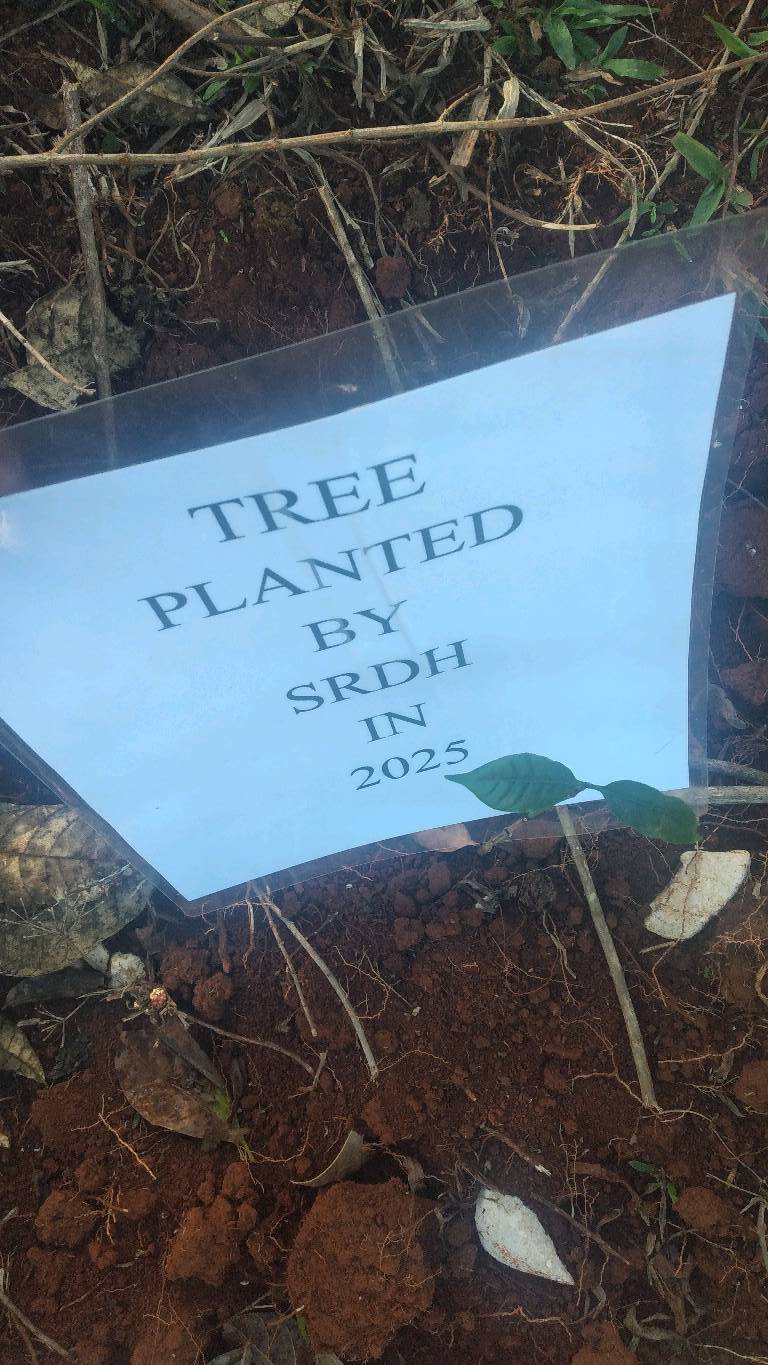 TREE
PLANTED
BY
SRDH
IN
2025